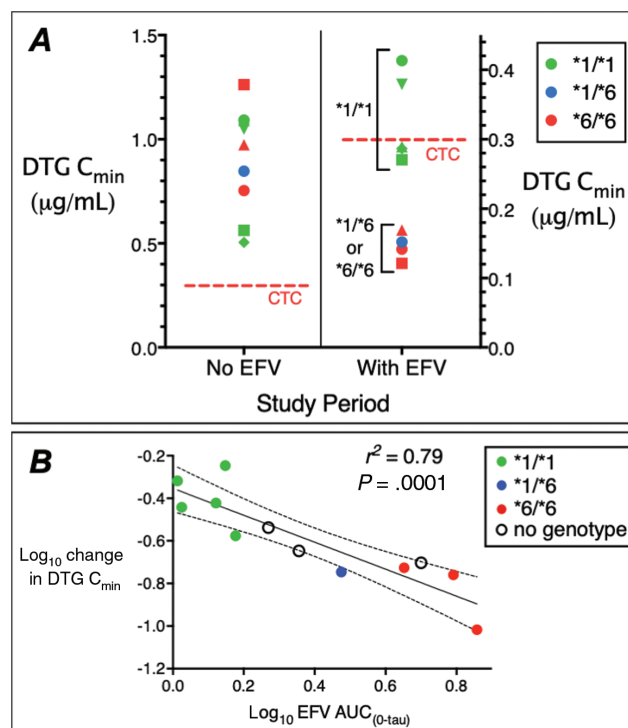 A
1.5
1.0
0.5
0.0
DTG Cmin
(μg/mL)
CTC
*1/*1
*1/*6
or
*6/*6
CTC
0.4
0.3
0.2
0.1
0.0
DTG Cmin
(μg/mL)
*1/*1
*1/*6
*6/*6
No EFV
With EFV
Study Period
B
r² = 0.79
P = .0001
*1/*1
*1/*6
*6/*6
no genotype
-0.2
-0.4
-0.6
-0.8
-1.0
-1.2
Log10 change
in DTG Cmin
0.0 0.2 0.4 0.6 0.8
Log10 EFV AUC(0-tau)